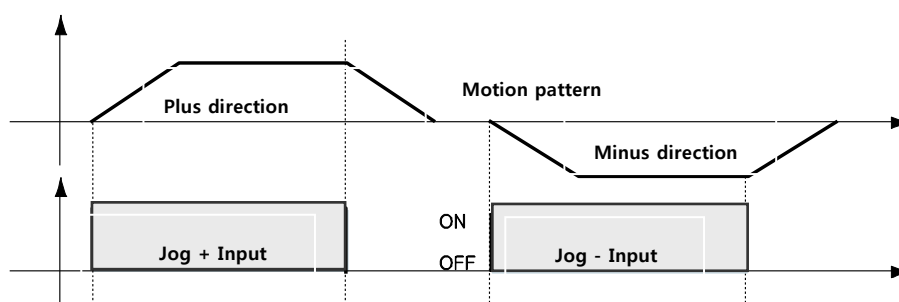 Motion pattern
Plus direction
Minus direction
ON
Jog + Input
Jog - Input
OFF